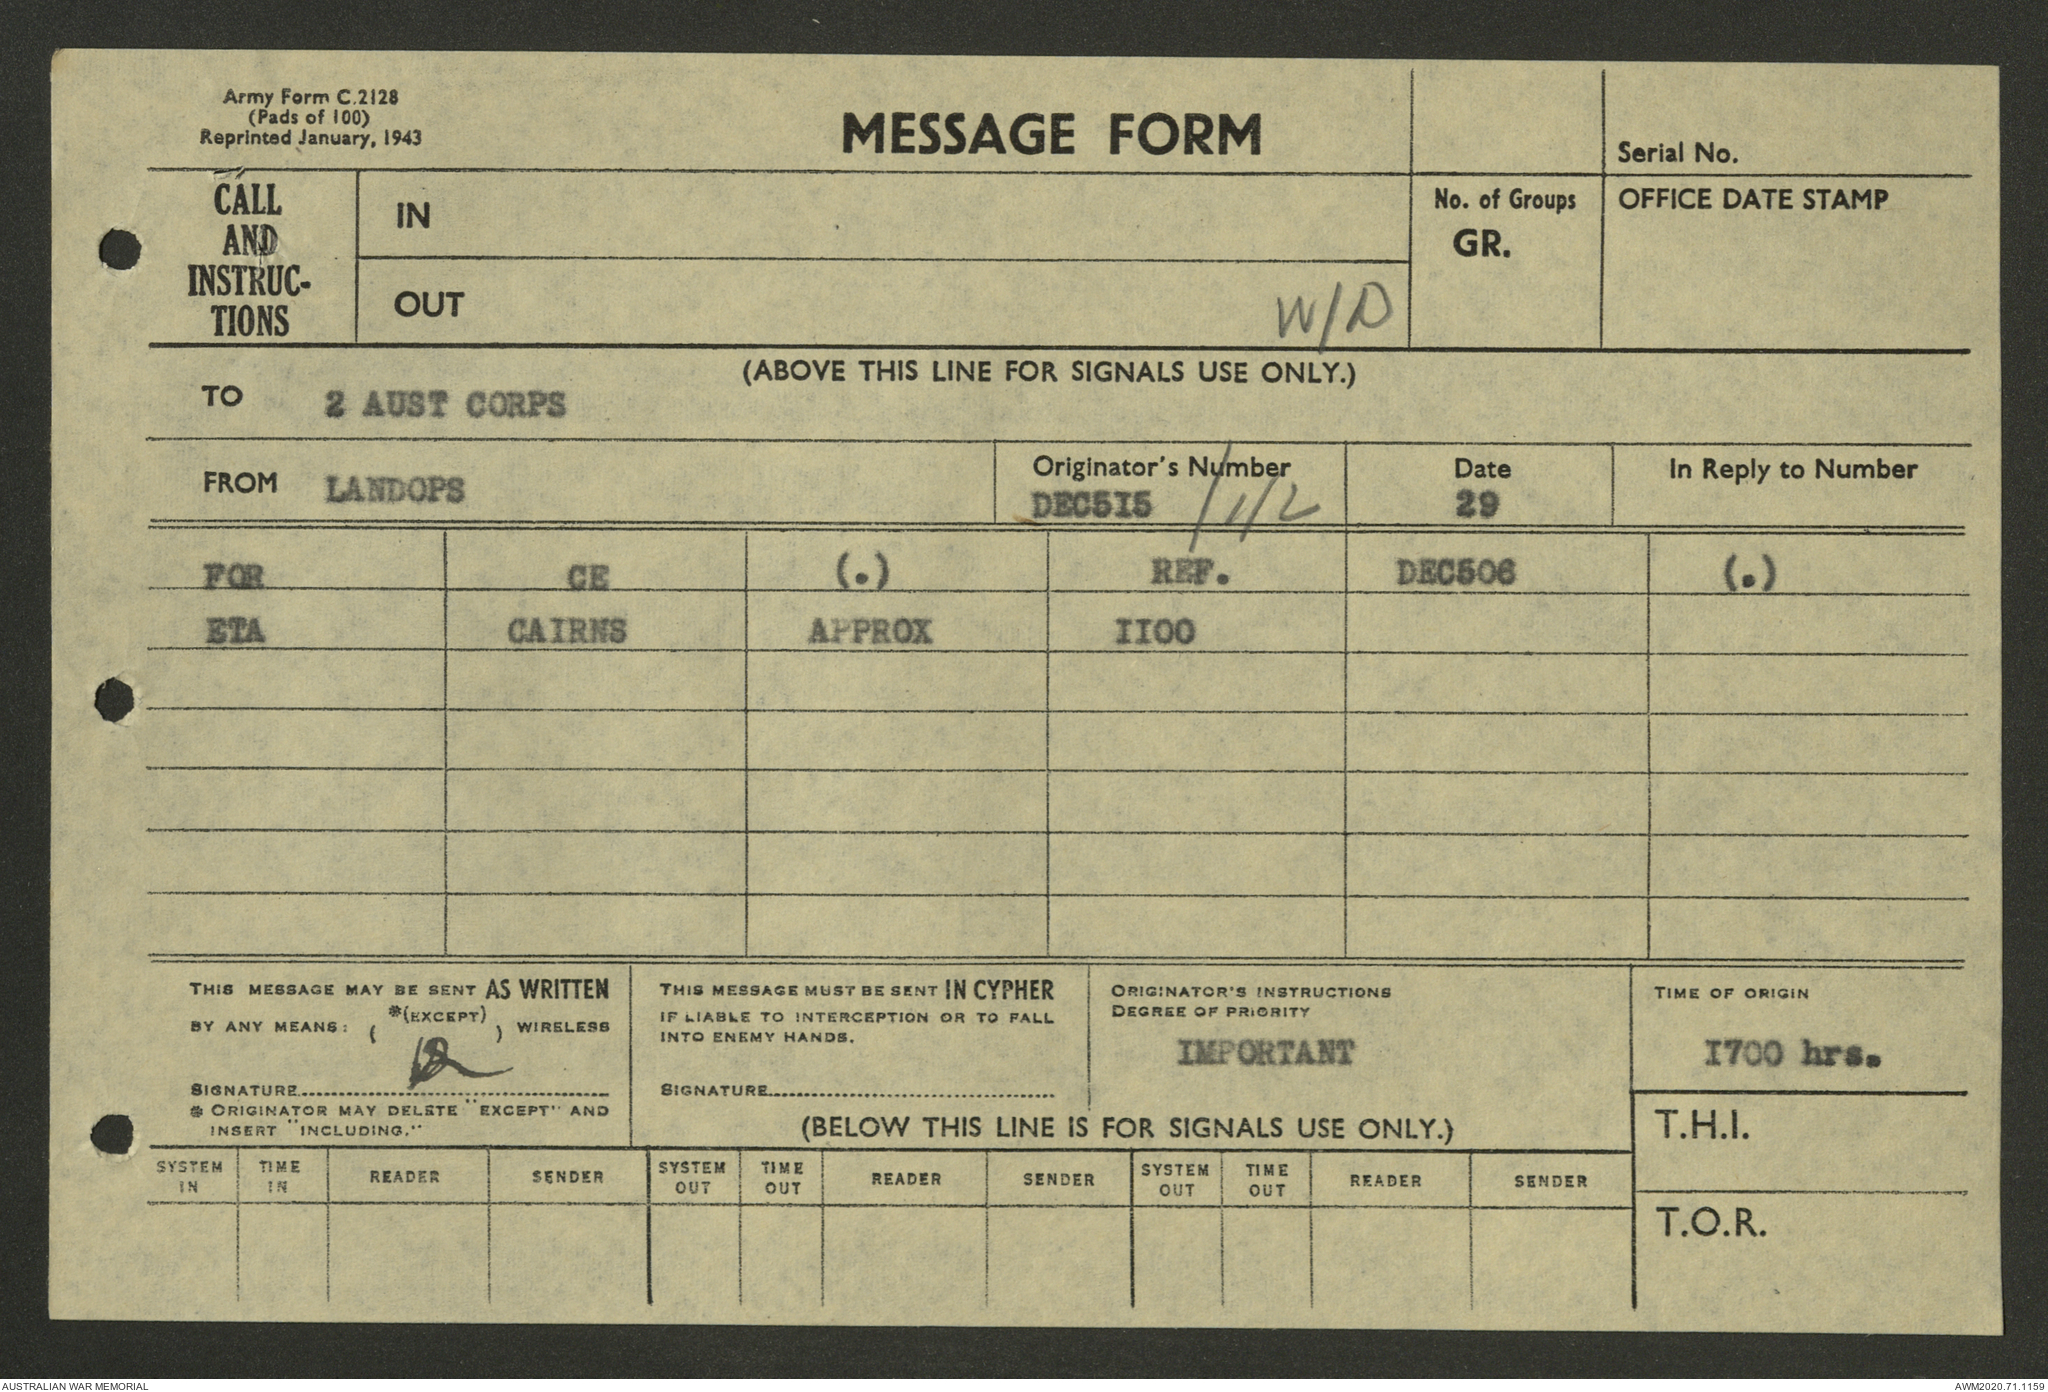 Army Form C.2128
(Pads of 100)
Reprinted January, 1943
MESSAGE FORM
Serial No.
CALL
AND
INSTRUC-
TIONS
IN
OUT
W/D
No. of Groups
GR.
OFFICE DATE STAMP
(ABOVE THIS LINE FOR SIGNALS USE ONLY.)
TO 2 AUST CORPS
FROM LANDOPS
Originator's Number
DEC5I5 /1/2
Date
29
In Reply to Number
FOR CE (.) REF. DEC506 (.)
ETA CAIRNS APPROX II00
THIS MESSAGE MAY BE SENT AS WRITTEN
BY ANY MEANS: ( *(EXCEPT) ) WIRELESS
SIGNATURE
* ORIGINATOR MAY DELETE "EXCEPT" AND
INSERT "INCLUDING."
THIS MESSAGE MUST BE SENT IN CYPHER
IF LIABLE TO INTERCEPTION OR TO FALL
INTO ENEMY HANDS.
SIGNATURE
ORIGINATOR'S INSTRUCTIONS
DEGREE OF PRIORITY
IMPORTANT
TIME OF ORIGIN
I700 hrs.
(BELOW THIS LINE IS FOR SIGNALS USE ONLY.)
T.H.I.
T.O.R.
SYSTEM IN TIME IN READER SENDER SYSTEM OUT TIME OUT READER SENDER SYSTEM OUT TIME OUT READER SENDER
AUSTRALIAN WAR MEMORIAL
AWM2020.71.1159